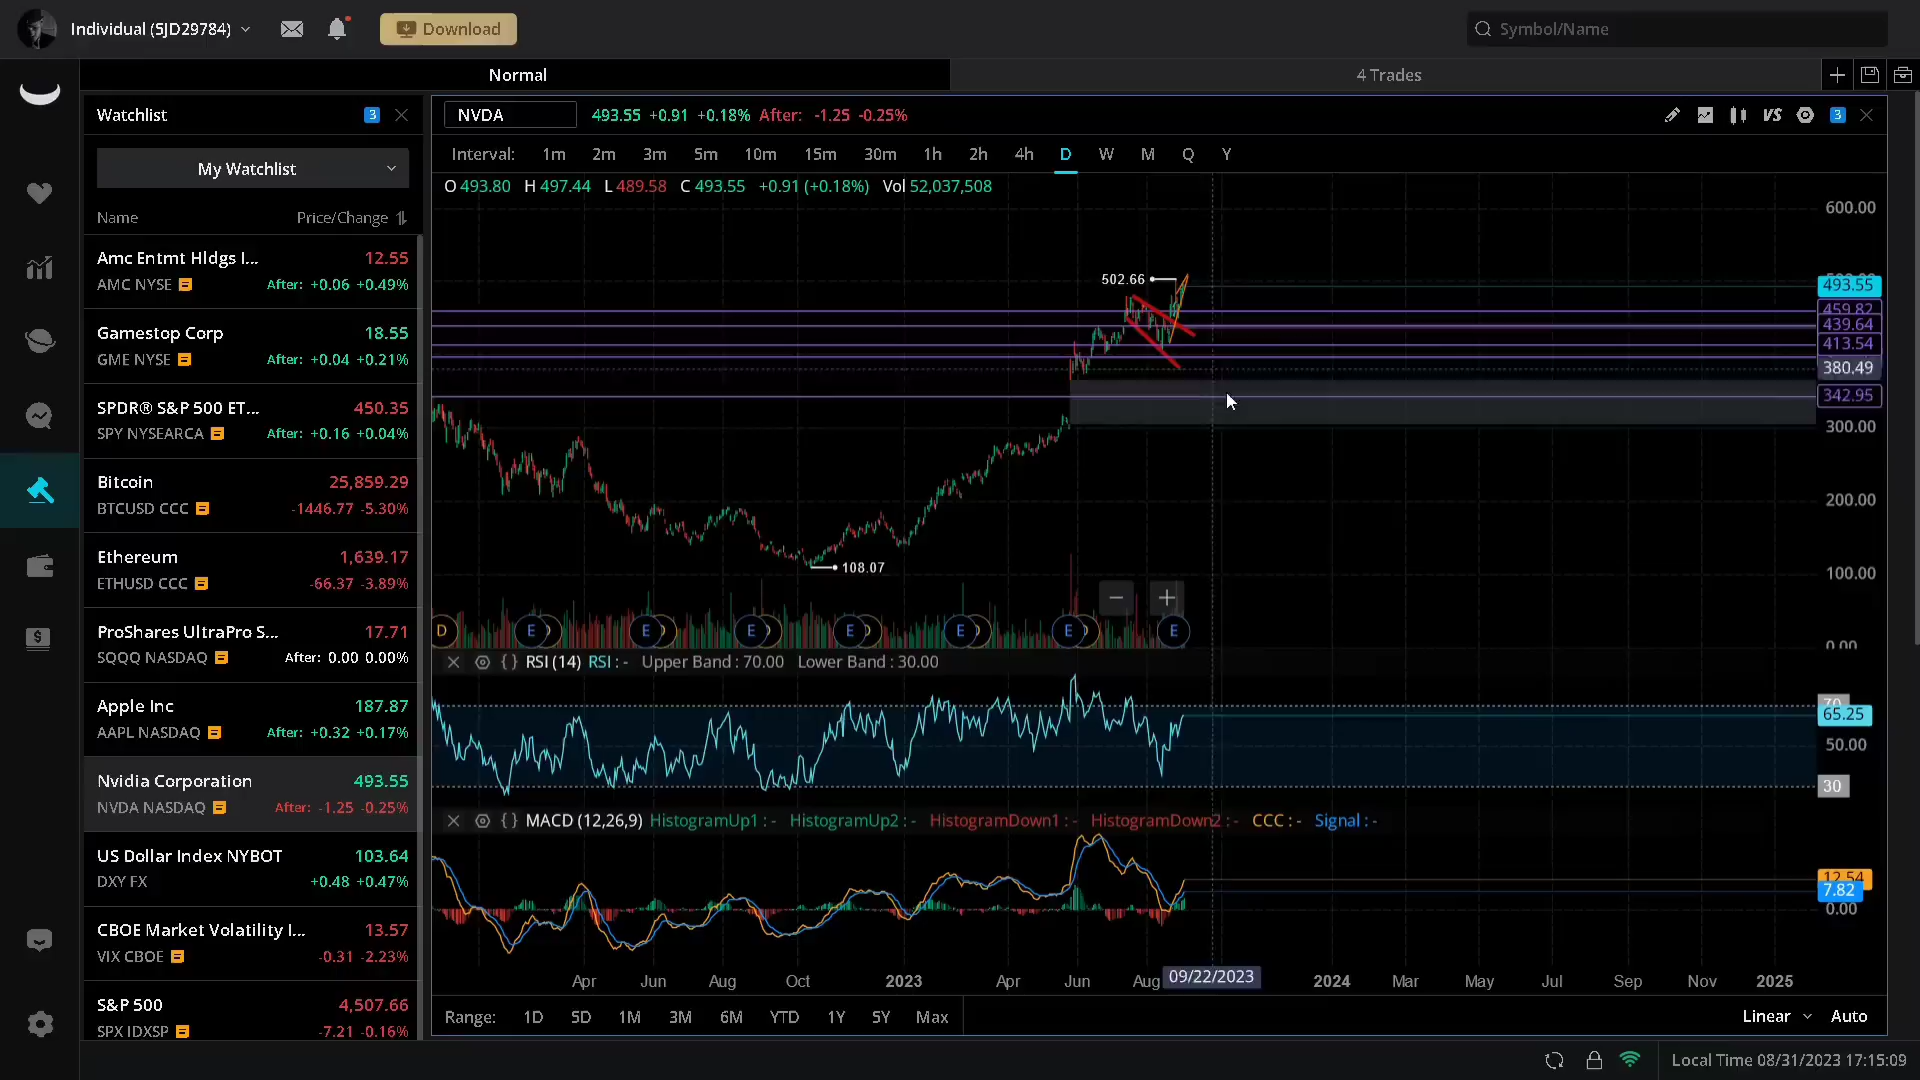 Individual (5JD29784)
Download
Symbol/Name
Normal
4 Trades
Watchlist
3
My Watchlist
Name Price/Change
Amc Entmt Hldgs I... 12.55
AMC NYSE After: +0.06 +0.49%
Gamestop Corp 18.55
GME NYSE After: +0.04 +0.21%
SPDR® S&P 500 ET... 450.35
SPY NYSEARCA After: +0.16 +0.04%
Bitcoin 25,859.29
BTCUSD CCC -1446.77 -5.30%
Ethereum 1,639.17
ETHUSD CCC -66.37 -3.89%
ProShares UltraPro S... 17.71
SQQQ NASDAQ After: 0.00 0.00%
Apple Inc 187.87
AAPL NASDAQ After: +0.32 +0.17%
Nvidia Corporation 493.55
NVDA NASDAQ After: -1.25 -0.25%
US Dollar Index NYBOT 103.64
DXY FX +0.48 +0.47%
CBOE Market Volatility I... 13.57
VIX CBOE -0.31 -2.23%
S&P 500 4,507.66
SPX IDXSP -7.21 -0.16%
NVDA 493.55 +0.91 +0.18% After: -1.25 -0.25%
VS 3
Interval: 1m 2m 3m 5m 10m 15m 30m 1h 2h 4h D W M Q Y
O 493.80 H 497.44 L 489.58 C 493.55 +0.91 (+0.18%) Vol 52,037,508
600.00
502.66
493.55
459.82
439.64
413.54
380.49
342.95
300.00
200.00
108.07
100.00
0.00
D E E E E E E E
RSI (14) RSI : - Upper Band : 70.00 Lower Band : 30.00
70
65.25
50.00
30
MACD (12,26,9) HistogramUp1 : - HistogramUp2 : - HistogramDown1 : - HistogramDown2 : - CCC : - Signal : -
12.54
7.82
0.00
Apr Jun Aug Oct 2023 Apr Jun Aug 09/22/2023 2024 Mar May Jul Sep Nov 2025
Range: 1D 5D 1M 3M 6M YTD 1Y 5Y Max
Linear Auto
Local Time 08/31/2023 17:15:09